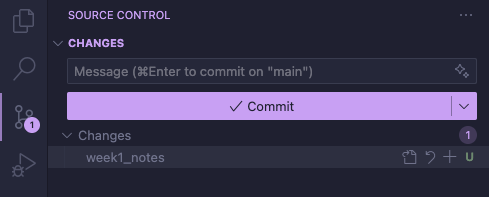 SOURCE CONTROL
CHANGES
Message (⌘Enter to commit on "main")
Commit
1
Changes
1
week1_notes
U